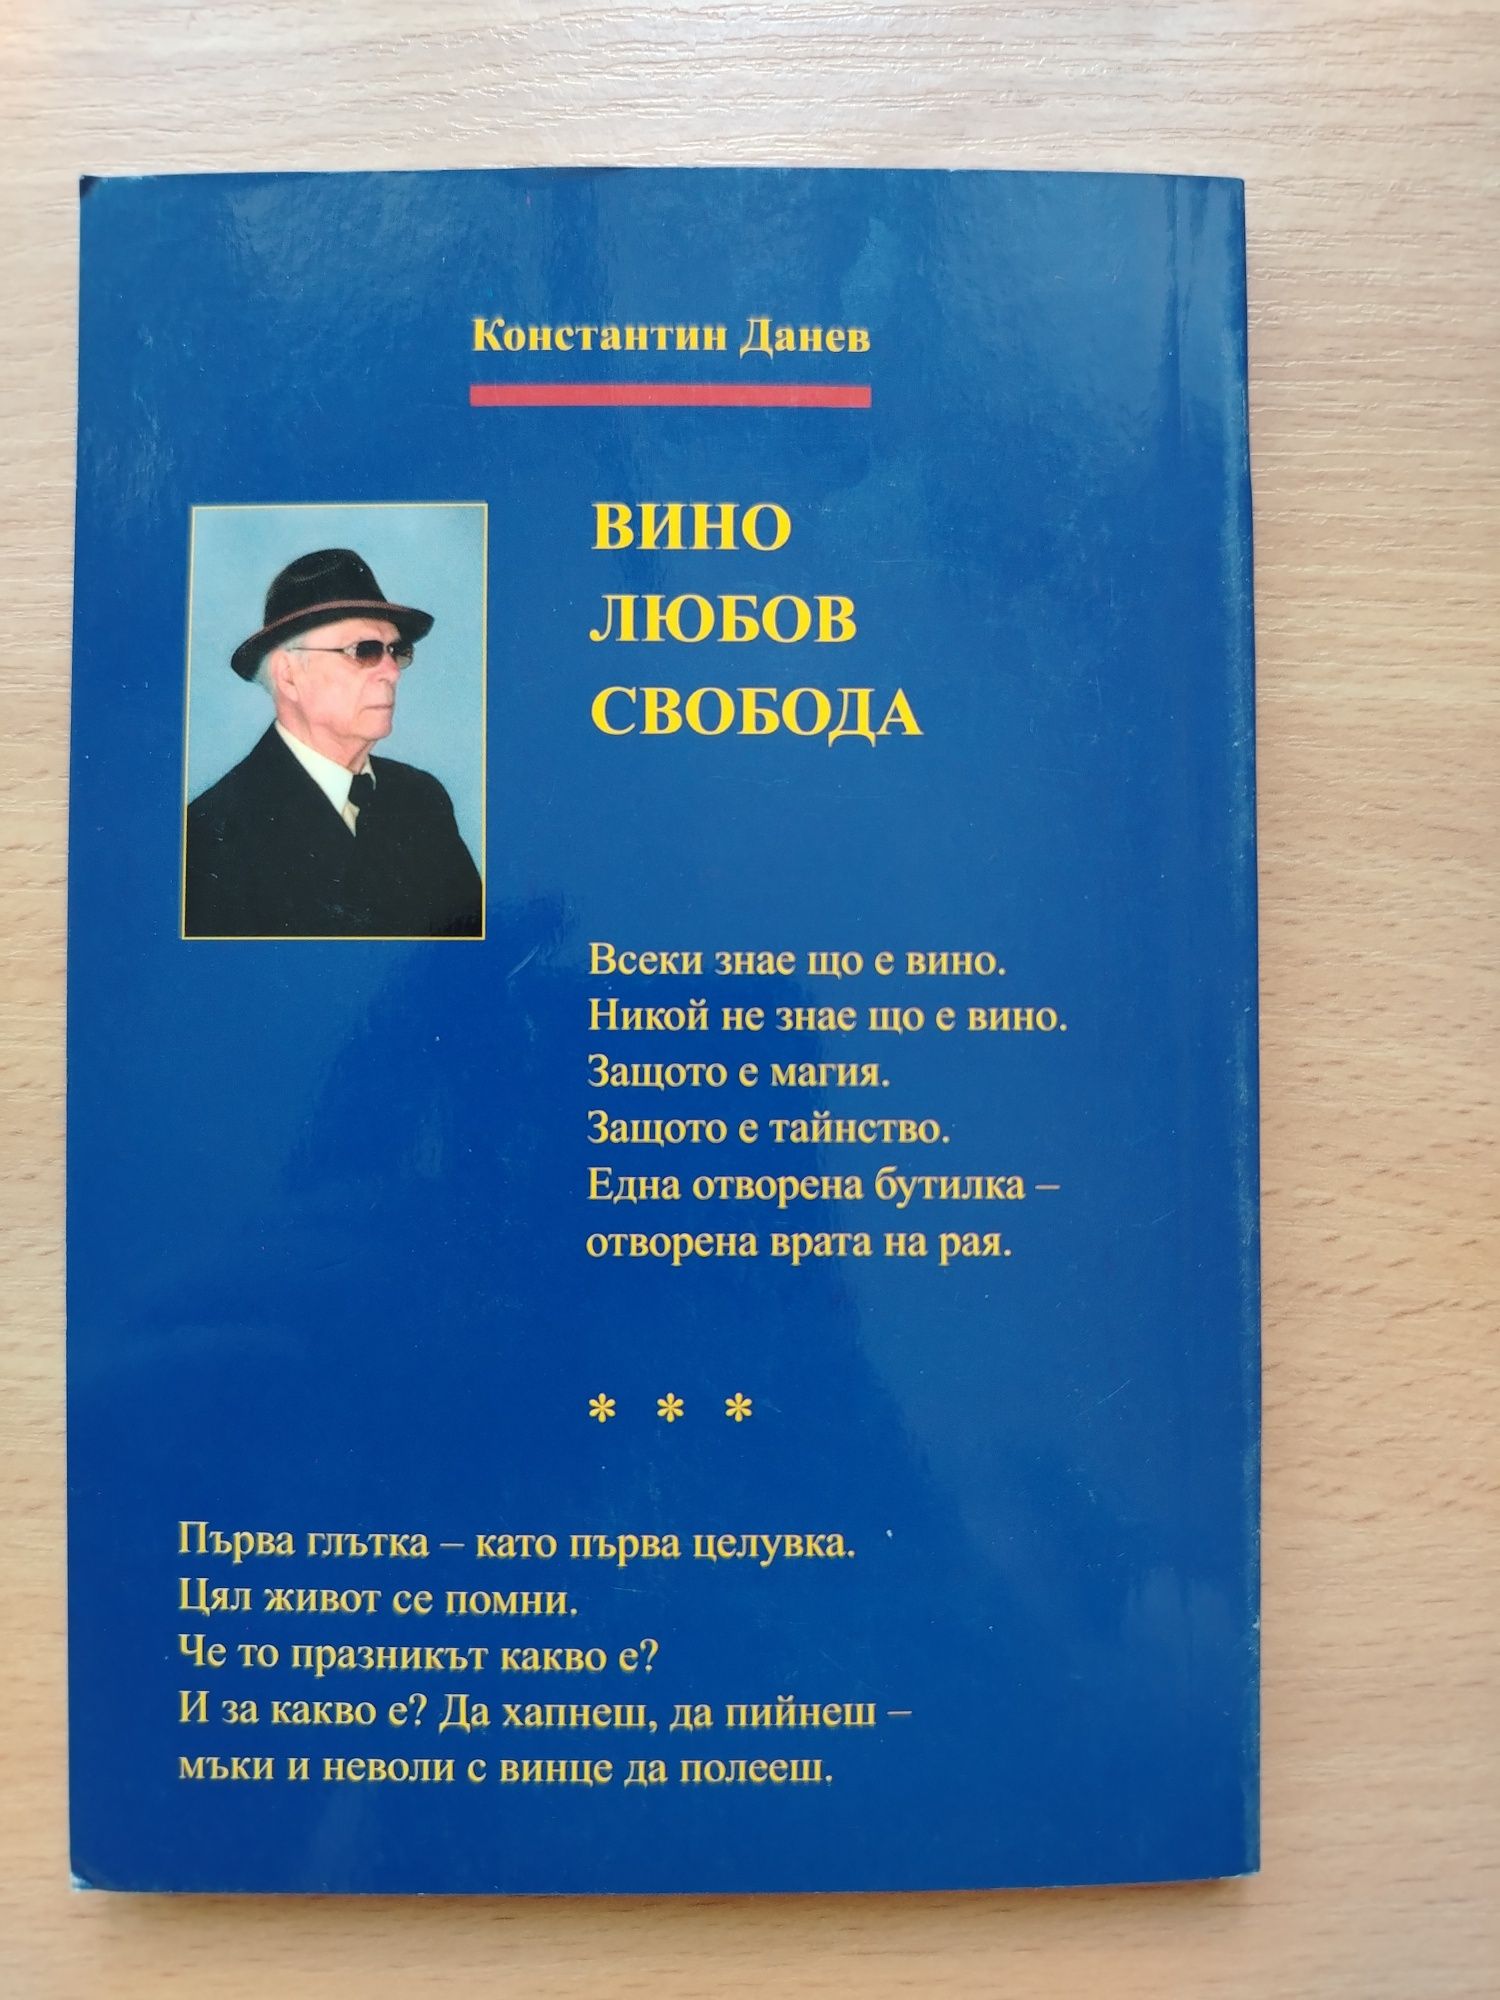 Константин Данев
ВИНО
ЛЮБОВ
СВОБОДА
Всеки знае що е вино.
Никой не знае що е вино.
Защото е магия.
Защото е тайнство.
Една отворена бутилка –
отворена врата на рая.
* * *
Първа глътка – като първа целувка.
Цял живот се помни.
Че то празникът какво е?
И за какво е? Да хапнеш, да пийнеш –
мъки и неволи с винце да полееш.